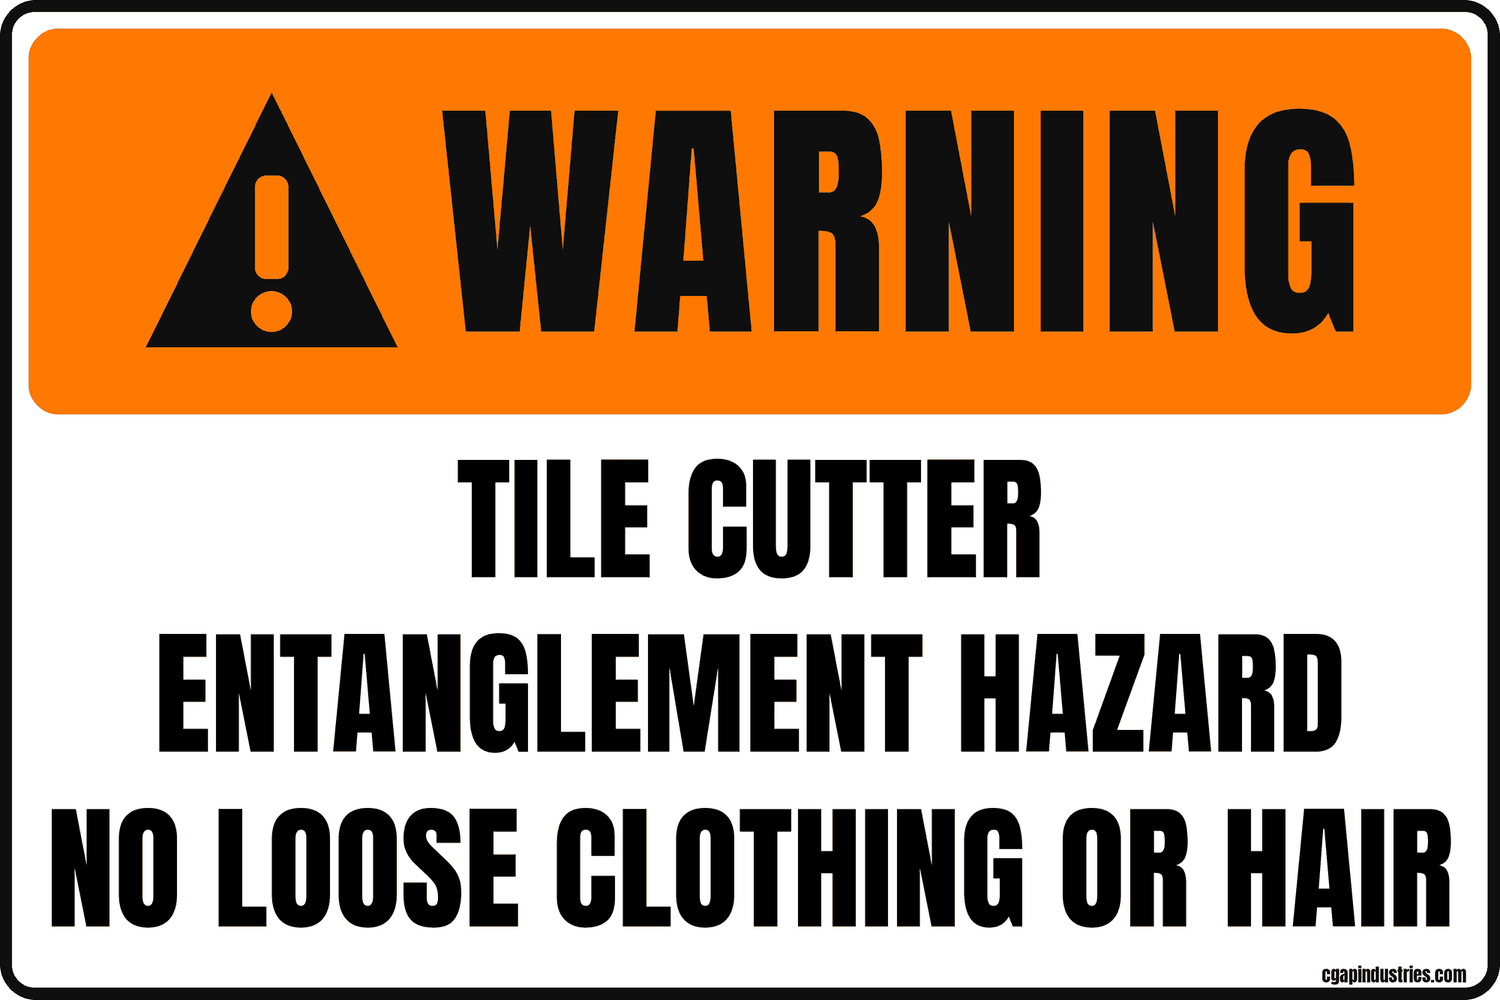 WARNING
TILE CUTTER
ENTANGLEMENT HAZARD
NO LOOSE CLOTHING OR HAIR
cgapindustries.com